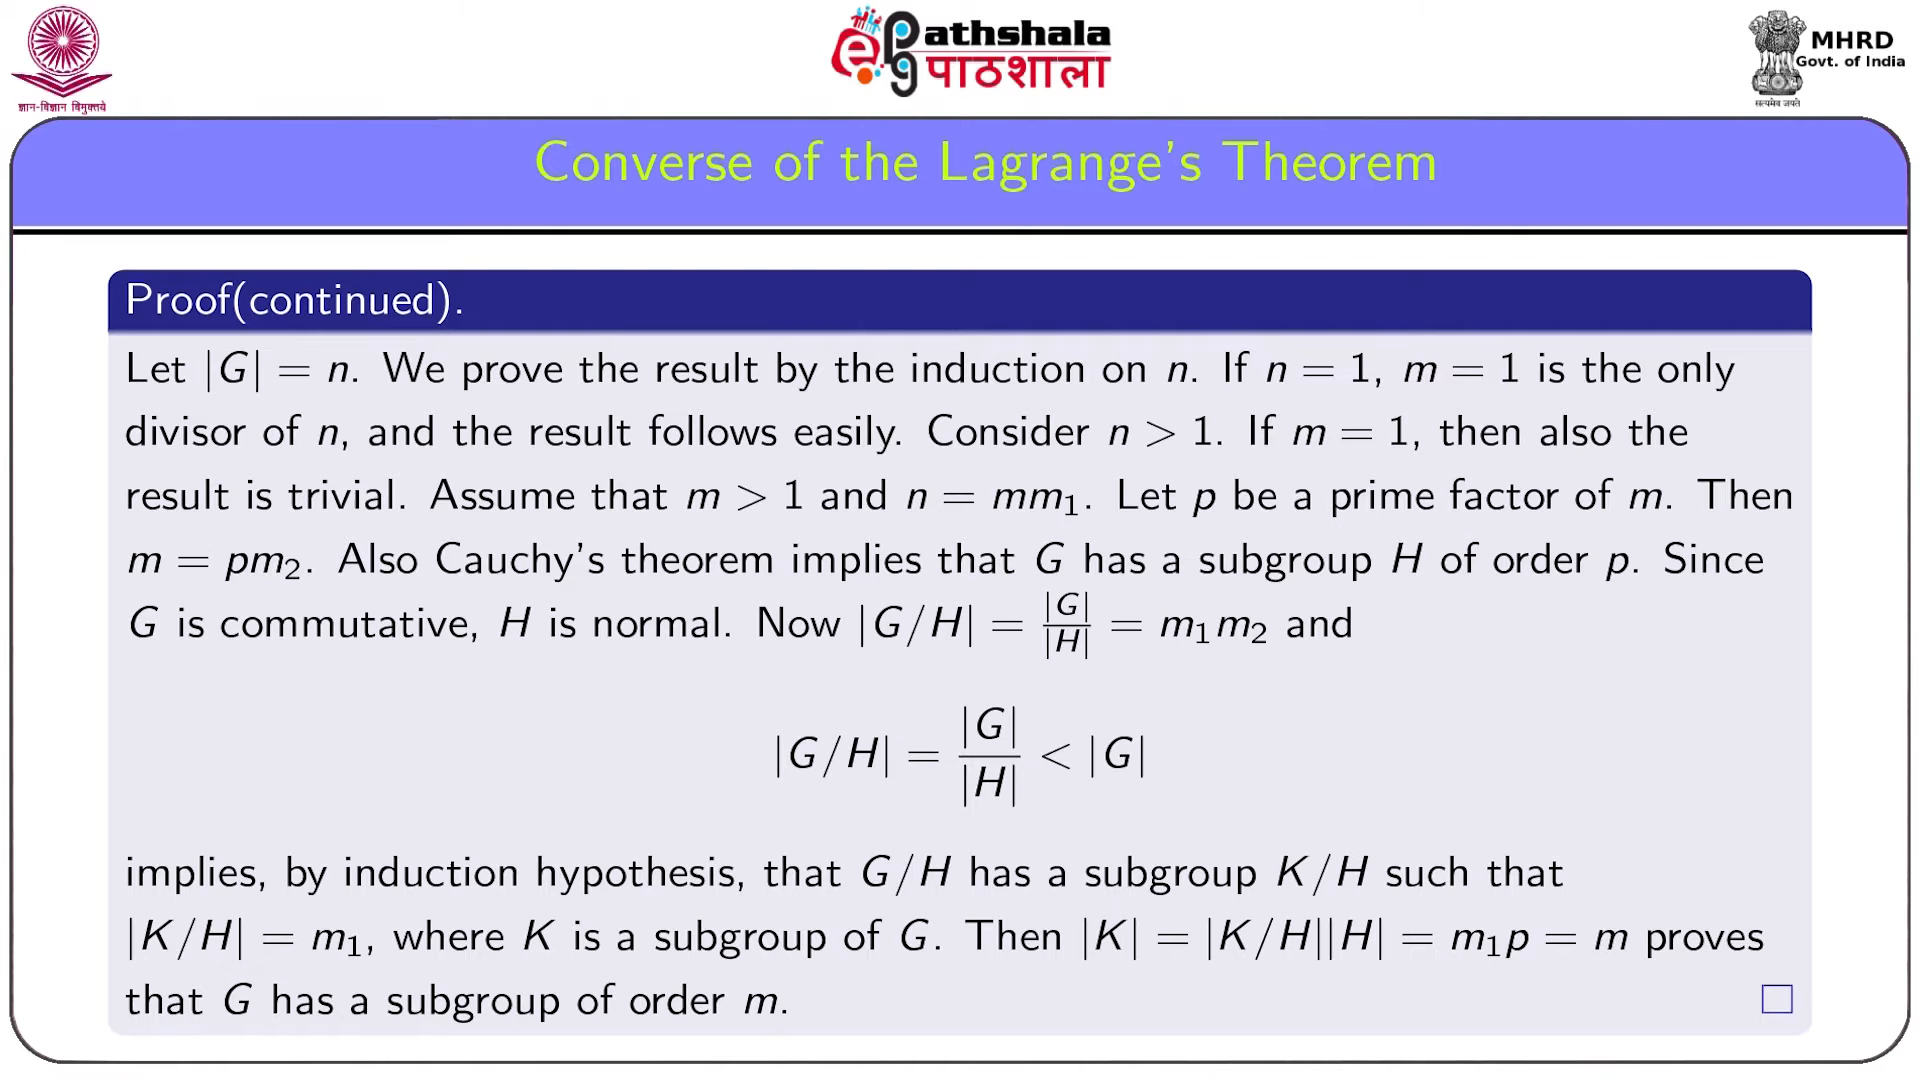 ज्ञान-विज्ञान विमुक्तये
ePGpathshala
पाठशाला
MHRD
Govt. of India
सत्यमेव जयते
Converse of the Lagrange's Theorem
Proof(continued).
Let |G| = n. We prove the result by the induction on n. If n = 1, m = 1 is the only
divisor of n, and the result follows easily. Consider n > 1. If m = 1, then also the
result is trivial. Assume that m > 1 and n = mm₁. Let p be a prime factor of m. Then
m = pm₂. Also Cauchy's theorem implies that G has a subgroup H of order p. Since
G is commutative, H is normal. Now |G/H| = |G|/|H| = m₁m₂ and
|G/H| = |G|/|H| < |G|
implies, by induction hypothesis, that G/H has a subgroup K/H such that
|K/H| = m₁, where K is a subgroup of G. Then |K| = |K/H||H| = m₁p = m proves
that G has a subgroup of order m.